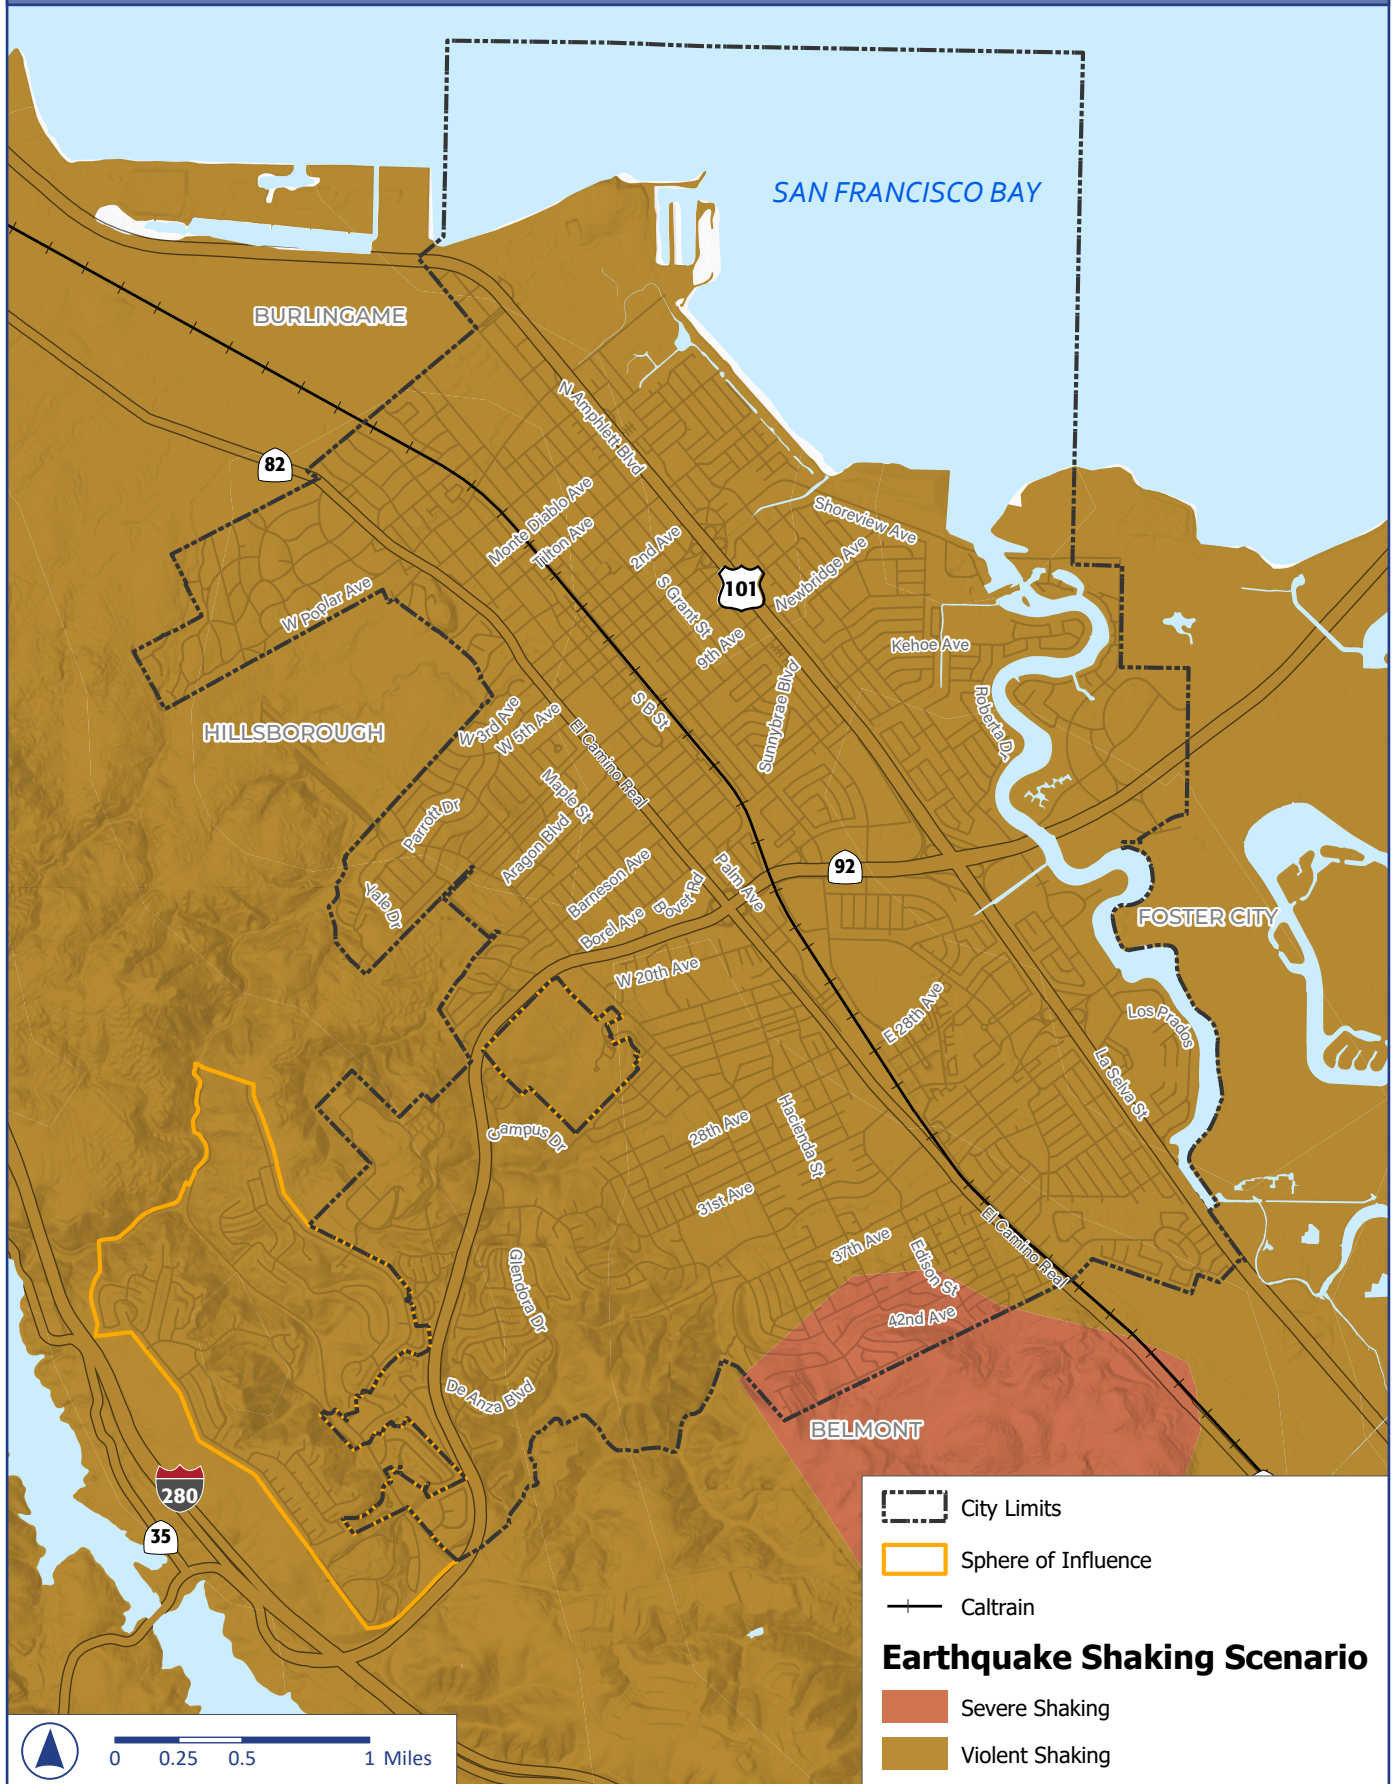 SAN FRANCISCO BAY
BURLINGAME
N Amphlett Blvd
82
Monte Diablo Ave
Tilton Ave
2nd Ave
Shoreview Ave
101
Newbridge Ave
S Grant St
W Poplar Ave
9th Ave
Kehoe Ave
Sunnybrae Blvd
Roberta Dr
HILLSBOROUGH
W 3rd Ave
W 5th Ave
S B St
El Camino Real
Maple St
Parrott Dr
Aragon Blvd
Barneson Ave
Bovet Rd
Palm Ave
92
Yale Dr
Borel Ave
FOSTER CITY
W 20th Ave
E 28th Ave
Los Prados
La Selva St
Campus Dr
28th Ave
Hacienda St
31st Ave
37th Ave
Edison St
El Camino Real
Glendora Dr
42nd Ave
De Anza Blvd
BELMONT
280
35
City Limits
Sphere of Influence
Caltrain
Earthquake Shaking Scenario
Severe Shaking
Violent Shaking
0 0.25 0.5 1 Miles